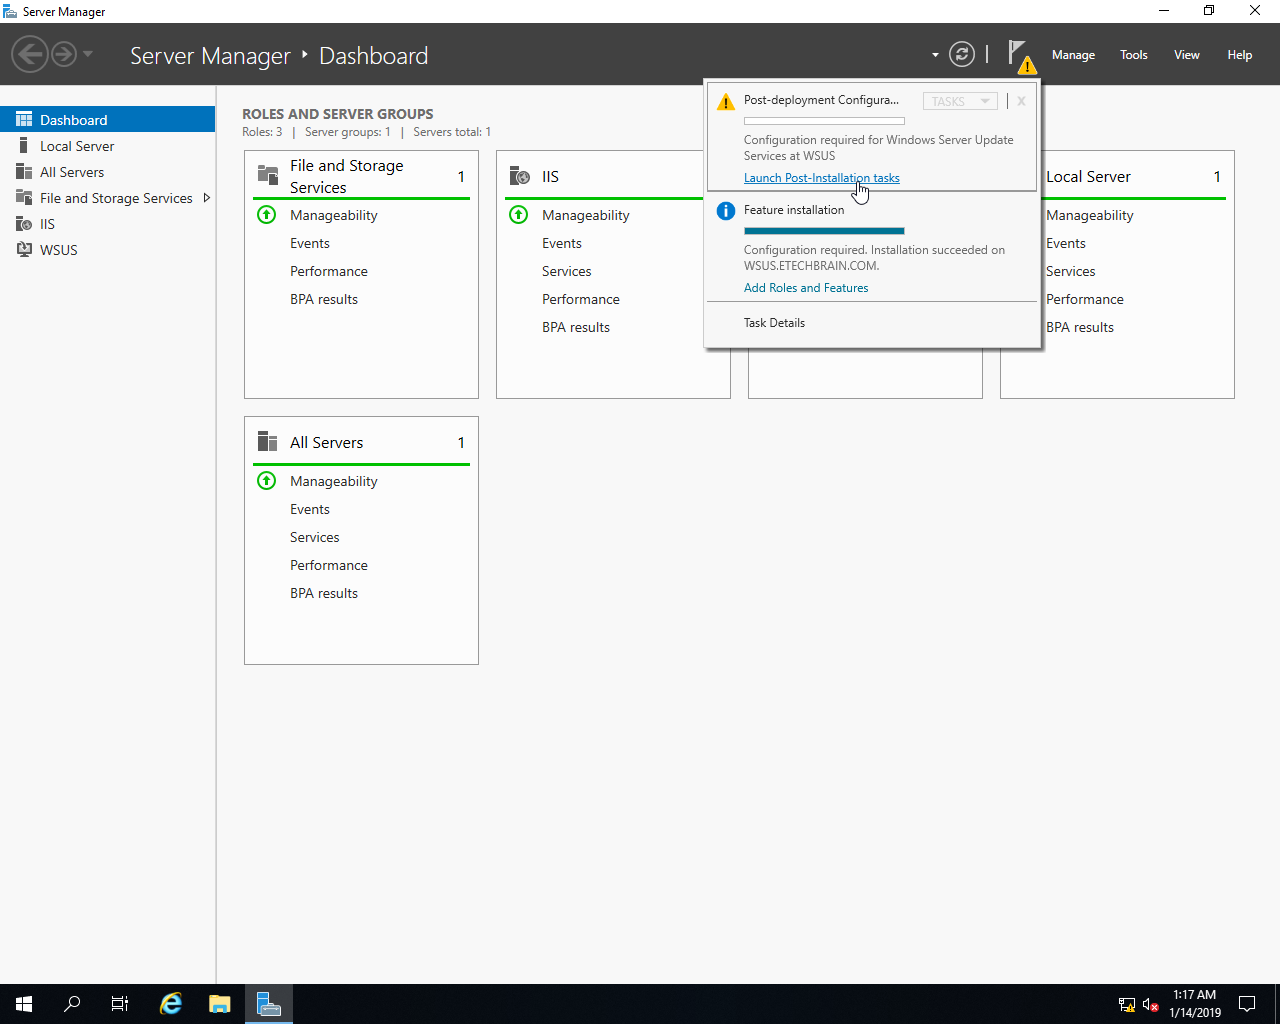 Server Manager
Server Manager ‣ Dashboard
Manage
Tools
View
Help
Dashboard
Local Server
All Servers
File and Storage Services
IIS
WSUS
ROLES AND SERVER GROUPS
Roles: 3 | Server groups: 1 | Servers total: 1
File and Storage
Services
1
Manageability
Events
Performance
BPA results
IIS
Manageability
Events
Services
Performance
BPA results
Post-deployment Configura...
TASKS
X
Configuration required for Windows Server Update
Services at WSUS
Launch Post-Installation tasks
Feature installation
Configuration required. Installation succeeded on
WSUS.ETECHBRAIN.COM.
Add Roles and Features
Task Details
Local Server
1
Manageability
Events
Services
Performance
BPA results
All Servers
1
Manageability
Events
Services
Performance
BPA results
1:17 AM
1/14/2019